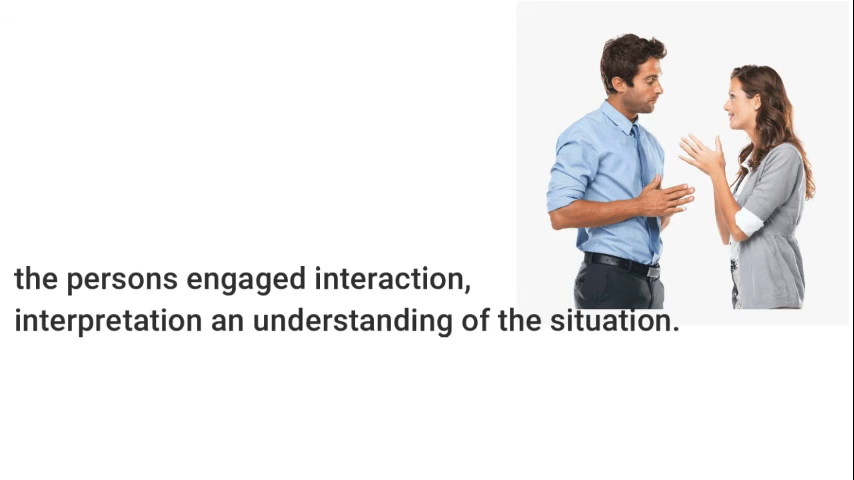 the persons engaged interaction,
interpretation an understanding of the situation.